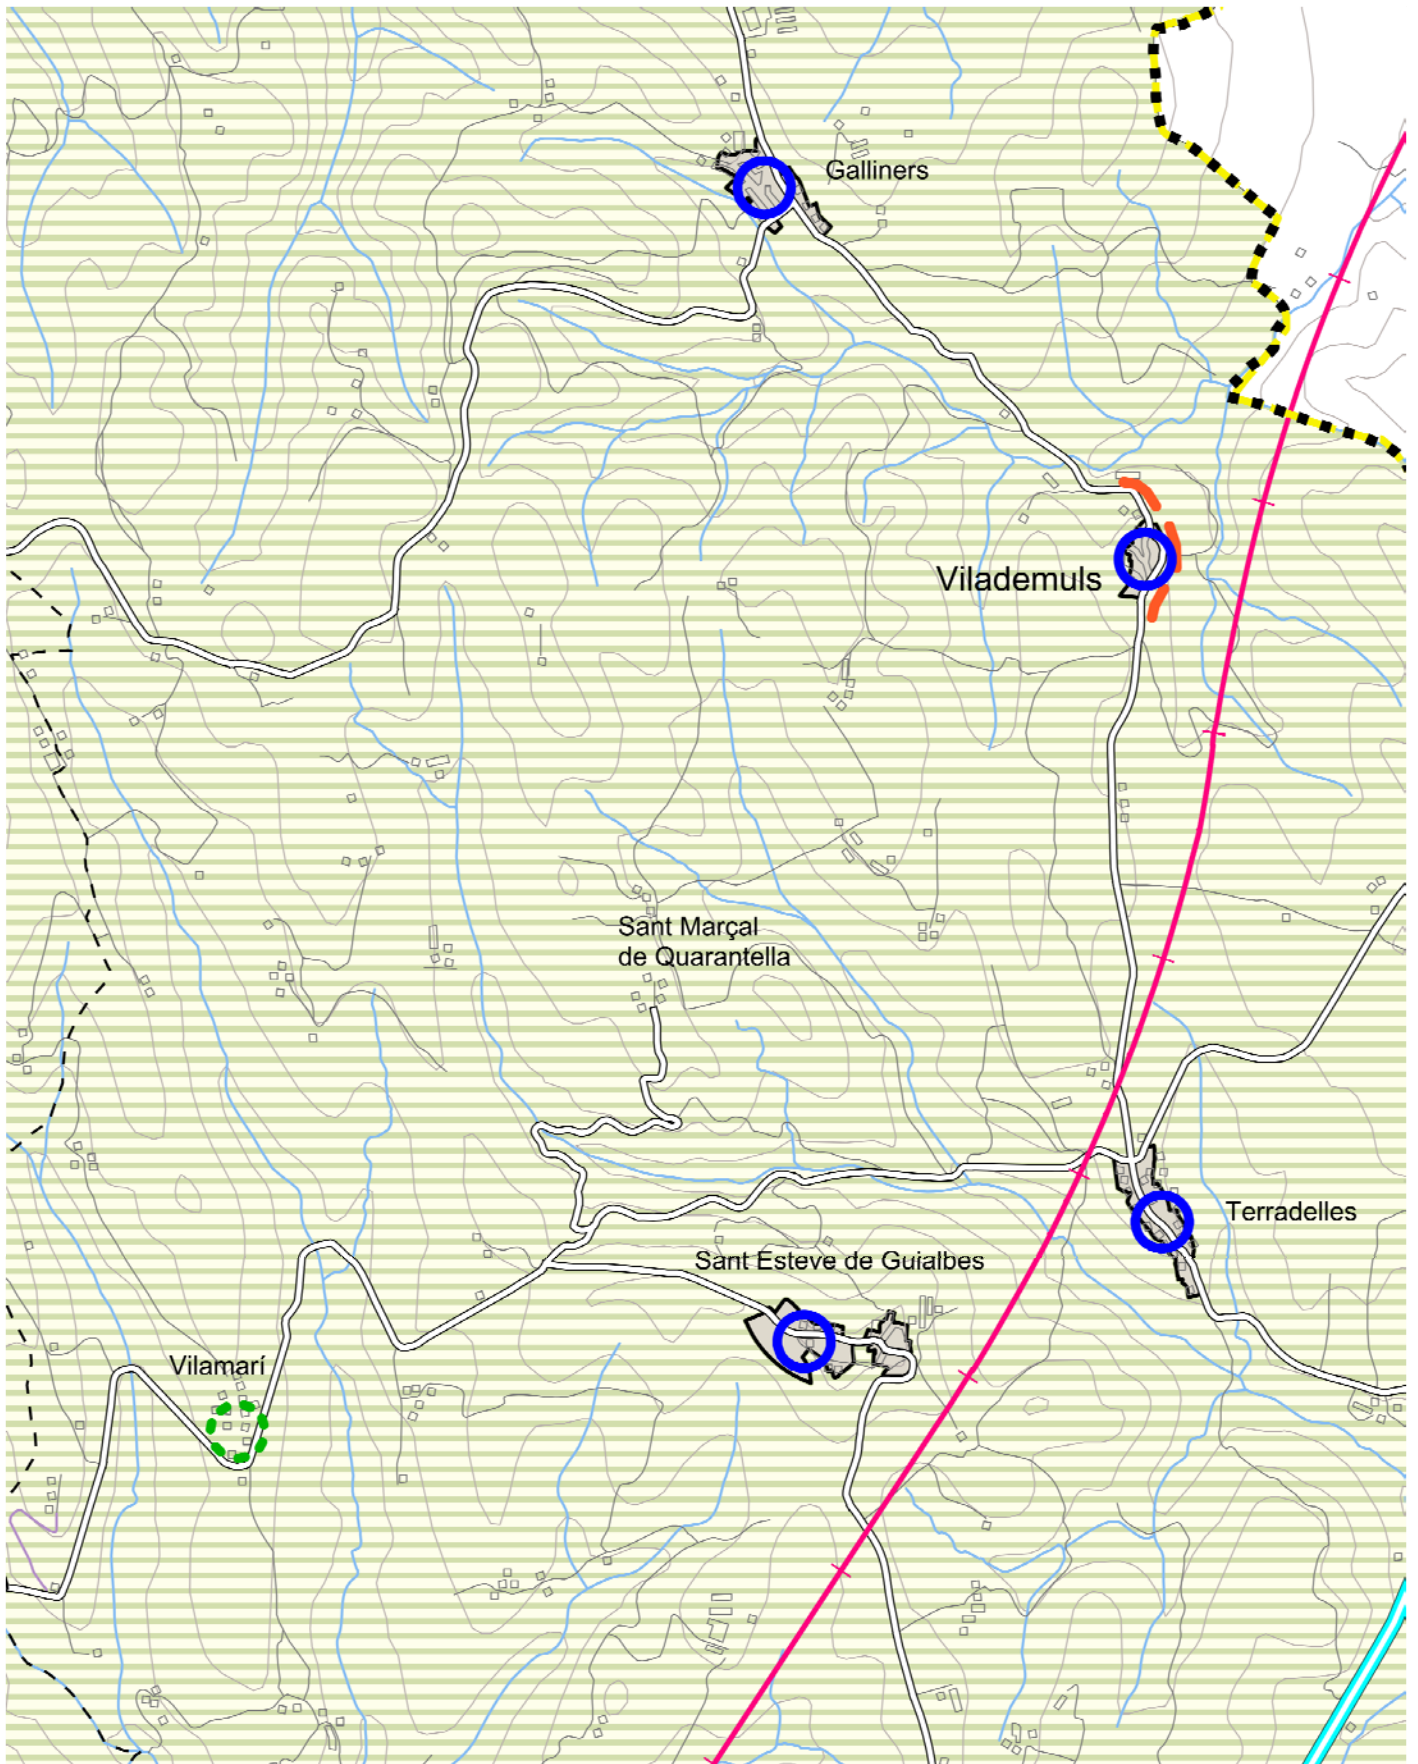 Galliners
Vilademuls
Sant Marçal
de Quarantella
Terradelles
Sant Esteve de Guialbes
Vilamarí